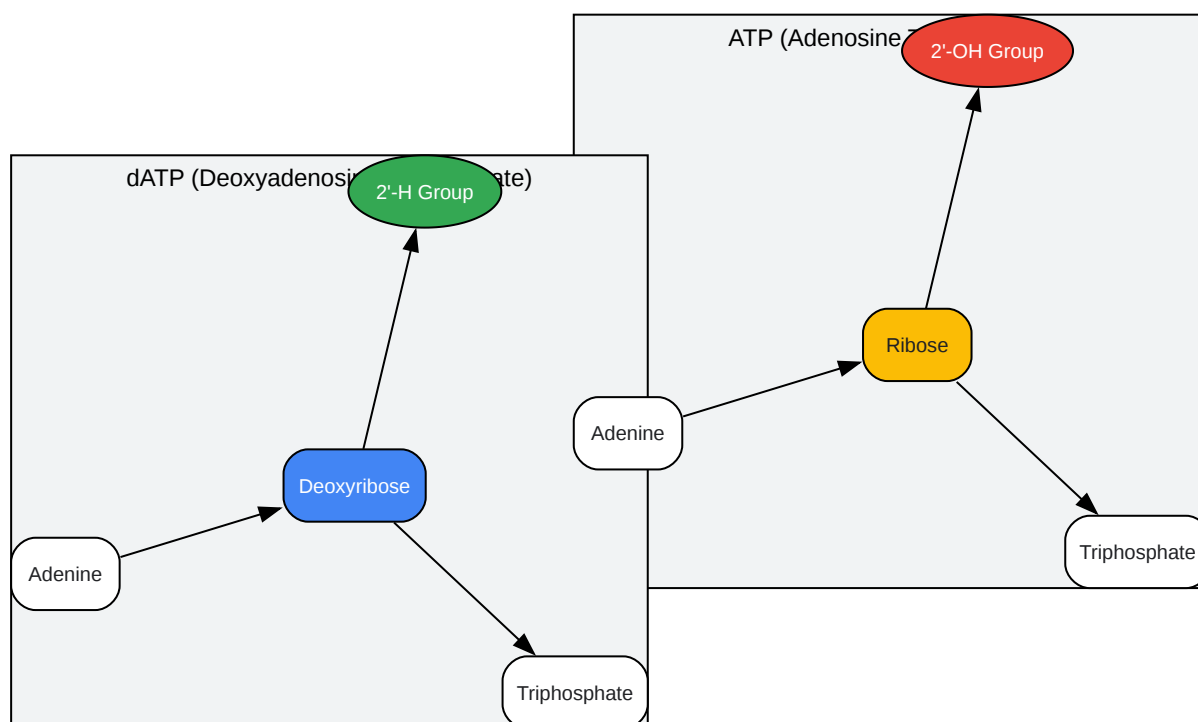 ATP (Adenosine
2'-OH Group
Ribose
Adenine
Triphosphate
dATP (Deoxyadenosi ate)
2'-H Group
Deoxyribose
Adenine
Triphosphate